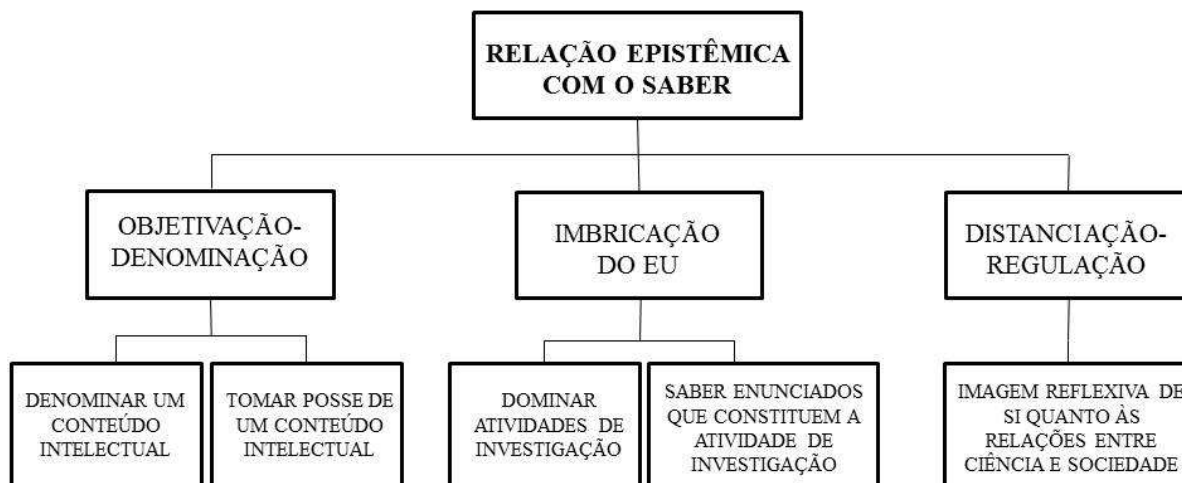 RELAÇÃO EPISTÊMICA
COM O SABER
OBJETIVAÇÃO-
DENOMINAÇÃO
IMBRICAÇÃO
DO EU
DISTANCIAÇÃO-
REGULAÇÃO
DENOMINAR UM
CONTEÚDO
INTELECTUAL
TOMAR POSSE DE
UM CONTEÚDO
INTELECTUAL
DOMINAR
ATIVIDADES DE
INVESTIGAÇÃO
SABER ENUNCIADOS
QUE CONSTITUEM A
ATIVIDADE DE
INVESTIGAÇÃO
IMAGEM REFLEXIVA DE
SI QUANTO ÀS
RELAÇÕES ENTRE
CIÊNCIA E SOCIEDADE